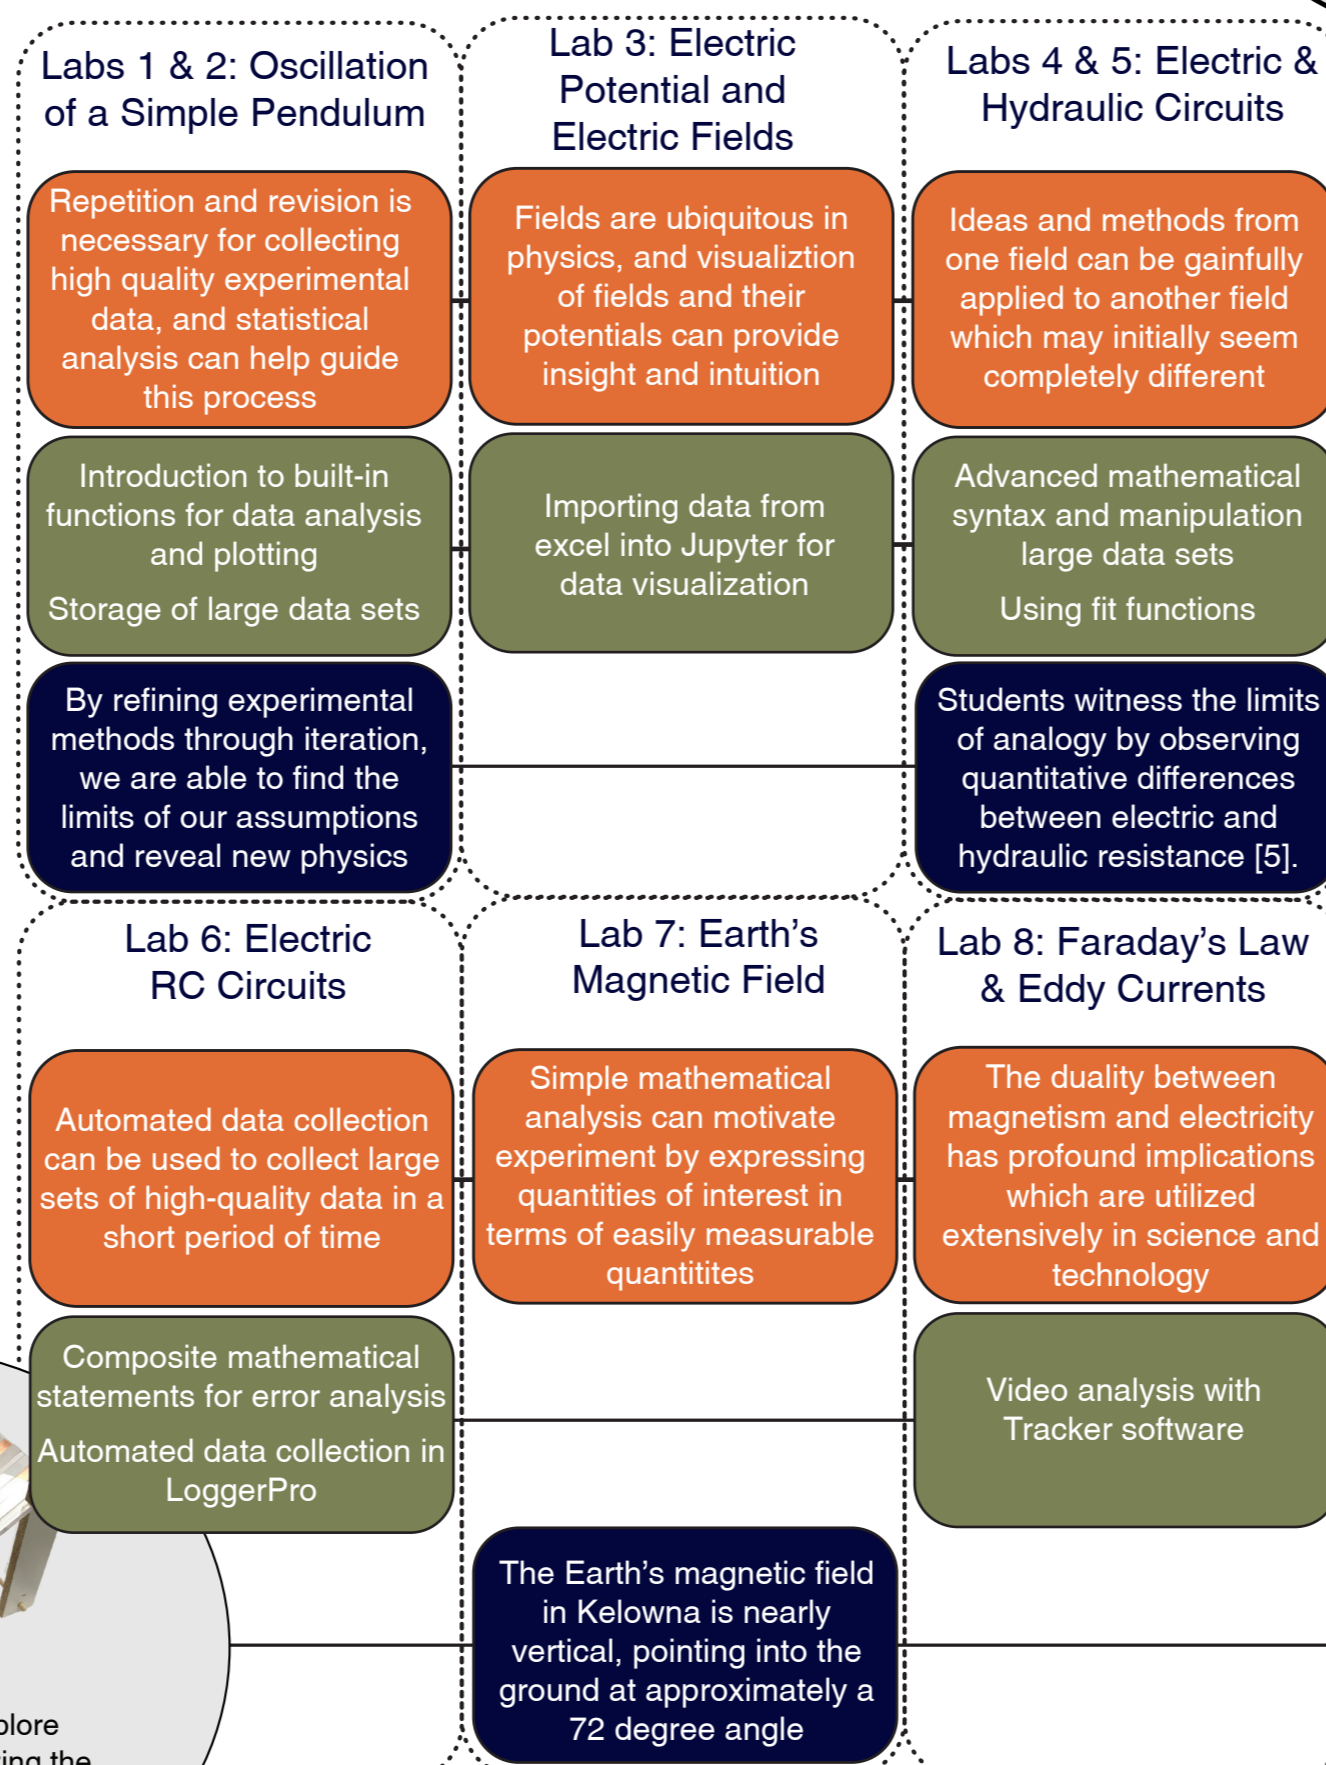 Labs 1 & 2: Oscillation
of a Simple Pendulum
Repetition and revision is
necessary for collecting
high quality experimental
data, and statistical
analysis can help guide
this process
Introduction to built-in
functions for data analysis
and plotting
Storage of large data sets
By refining experimental
methods through iteration,
we are able to find the
limits of our assumptions
and reveal new physics
Lab 3: Electric
Potential and
Electric Fields
Fields are ubiquitous in
physics, and visualiztion
of fields and their
potentials can provide
insight and intuition
Importing data from
excel into Jupyter for
data visualization
Labs 4 & 5: Electric &
Hydraulic Circuits
Ideas and methods from
one field can be gainfully
applied to another field
which may initially seem
completely different
Advanced mathematical
syntax and manipulation
large data sets
Using fit functions
Students witness the limits
of analogy by observing
quantitative differences
between electric and
hydraulic resistance [5].
Lab 6: Electric
RC Circuits
Automated data collection
can be used to collect large
sets of high-quality data in a
short period of time
Composite mathematical
statements for error analysis
Automated data collection in
LoggerPro
Lab 7: Earth's
Magnetic Field
Simple mathematical
analysis can motivate
experiment by expressing
quantities of interest in
terms of easily measurable
quantitites
The Earth's magnetic field
in Kelowna is nearly
vertical, pointing into the
ground at approximately a
72 degree angle
Lab 8: Faraday's Law
& Eddy Currents
The duality between
magnetism and electricity
has profound implications
which are utilized
extensively in science and
technology
Video analysis with
Tracker software
plore
the